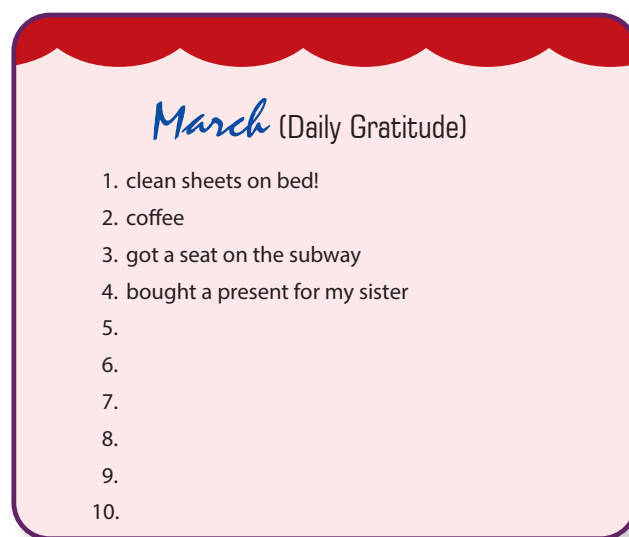 March (Daily Gratitude)
1. clean sheets on bed!
2. coffee
3. got a seat on the subway
4. bought a present for my sister
5.
6.
7.
8.
9.
10.